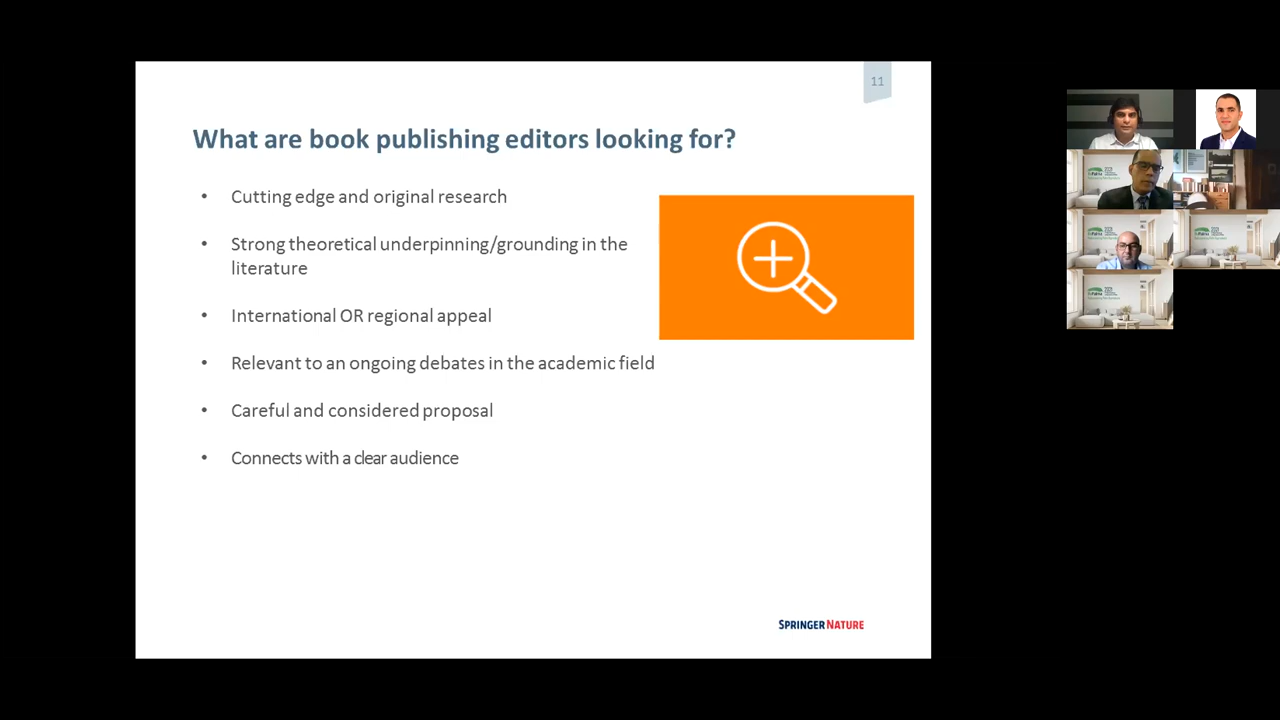 11
What are book publishing editors looking for?
• Cutting edge and original research
• Strong theoretical underpinning/grounding in the
literature
• International OR regional appeal
• Relevant to an ongoing debates in the academic field
• Careful and considered proposal
• Connects with a clear audience
SPRINGER NATURE